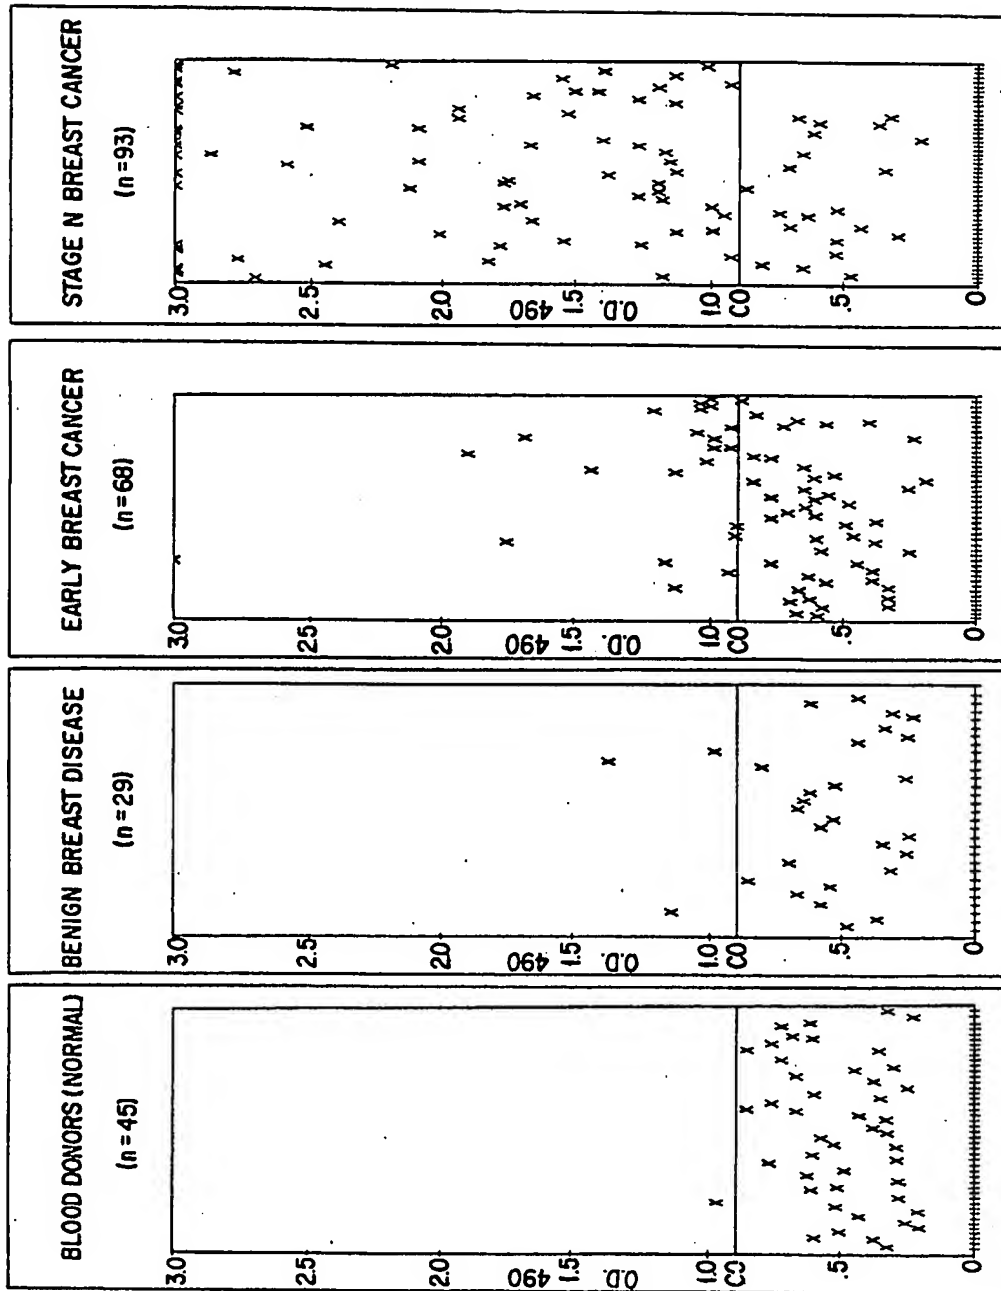 BLOOD DONORS (NORMAL)
(n=45)
3.0
2.5
2.0
490
O.D.
1.5
1.0
CO
.5
0
BENIGN BREAST DISEASE
(n=29)
3.0
2.5
2.0
490
O.D.
1.5
1.0
CO
.5
0
EARLY BREAST CANCER
(n=68)
3.0
2.5
2.0
490
O.D.
1.5
1.0
CO
.5
0
STAGE N BREAST CANCER
(n=93)
3.0
2.5
2.0
490
O.D.
1.5
1.0
CO
.5
0